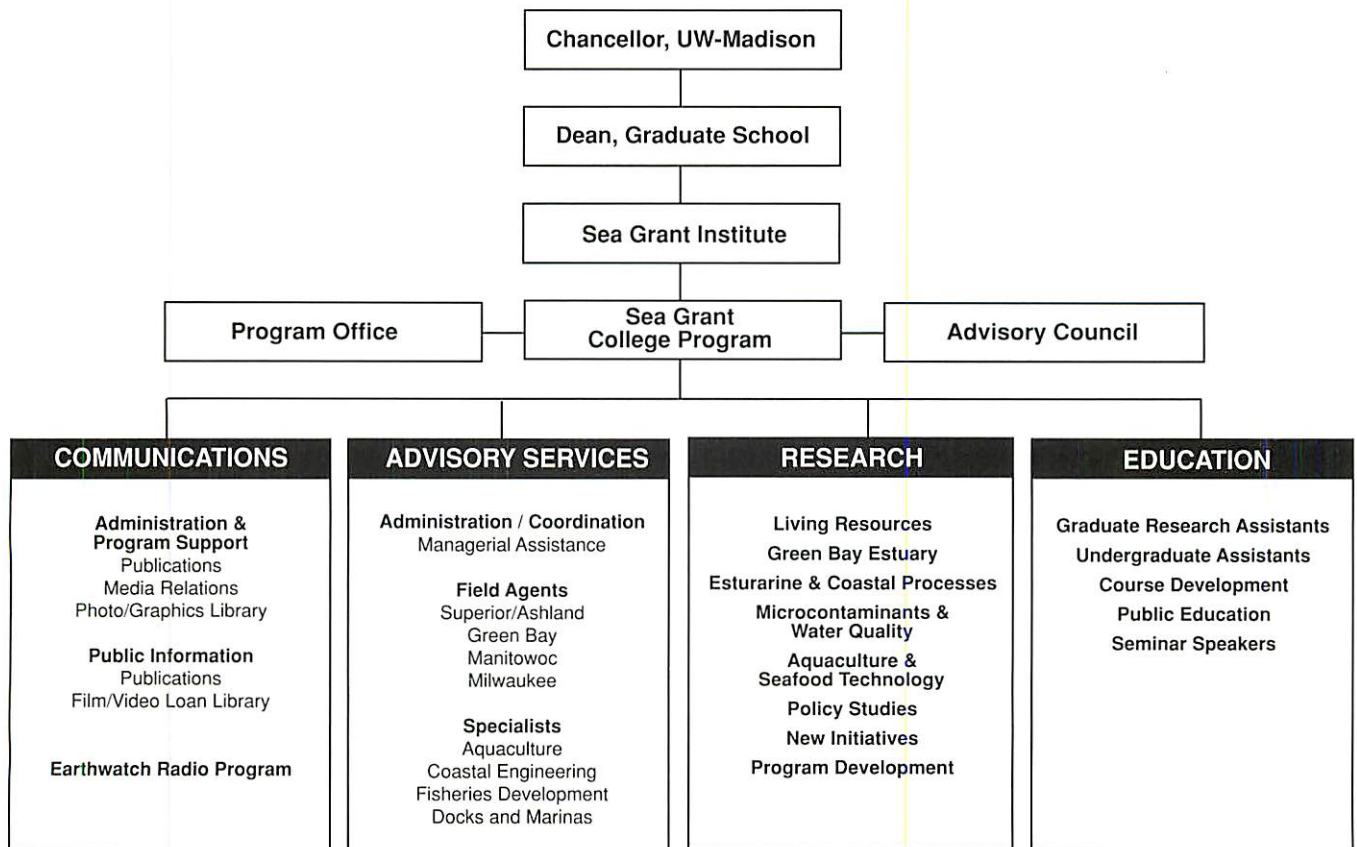 Chancellor, UW-Madison
Dean, Graduate School
Sea Grant Institute
Program Office
Sea Grant
College Program
Advisory Council
COMMUNICATIONS
Administration &
Program Support
Publications
Media Relations
Photo/Graphics Library
Public Information
Publications
Film/Video Loan Library
Earthwatch Radio Program
ADVISORY SERVICES
Administration / Coordination
Managerial Assistance
Field Agents
Superior/Ashland
Green Bay
Manitowoc
Milwaukee
Specialists
Aquaculture
Coastal Engineering
Fisheries Development
Docks and Marinas
RESEARCH
Living Resources
Green Bay Estuary
Esturarine & Coastal Processes
Microcontaminants &
Water Quality
Aquaculture &
Seafood Technology
Policy Studies
New Initiatives
Program Development
EDUCATION
Graduate Research Assistants
Undergraduate Assistants
Course Development
Public Education
Seminar Speakers